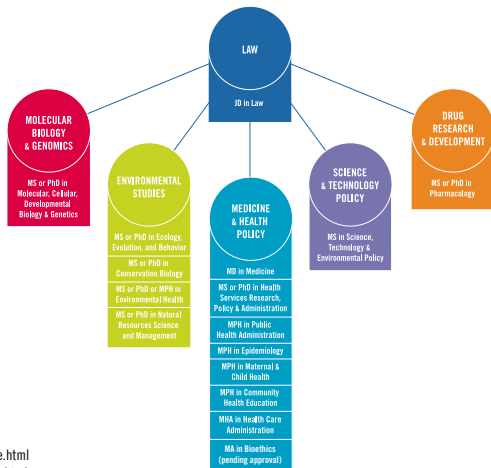 LAW
JD in Law
MOLECULAR
BIOLOGY
& GENOMICS
MS or PhD in
Molecular, Cellular,
Developmental
Biology & Genetics
ENVIRONMENTAL
STUDIES
MS or PhD in Ecology,
Evolution, and Behavior
MS or PhD in
Conservation Biology
MS or PhD or MPH in
Environmental Health
MS or PhD in Natural
Resources Science
and Management
MEDICINE
& HEALTH
POLICY
MD in Medicine
MS or PhD in Health
Services Research,
Policy & Administration
MPH in Public
Health Administration
MPH in Epidemiology
MPH in Maternal &
Child Health
MPH in Community
Health Education
MHA in Health Care
Administration
MA in Bioethics
(pending approval)
SCIENCE
& TECHNOLOGY
POLICY
MS in Science,
Technology &
Environmental Policy
DRUG
RESEARCH
& DEVELOPMENT
MS or PhD in
Pharmacology
e.html